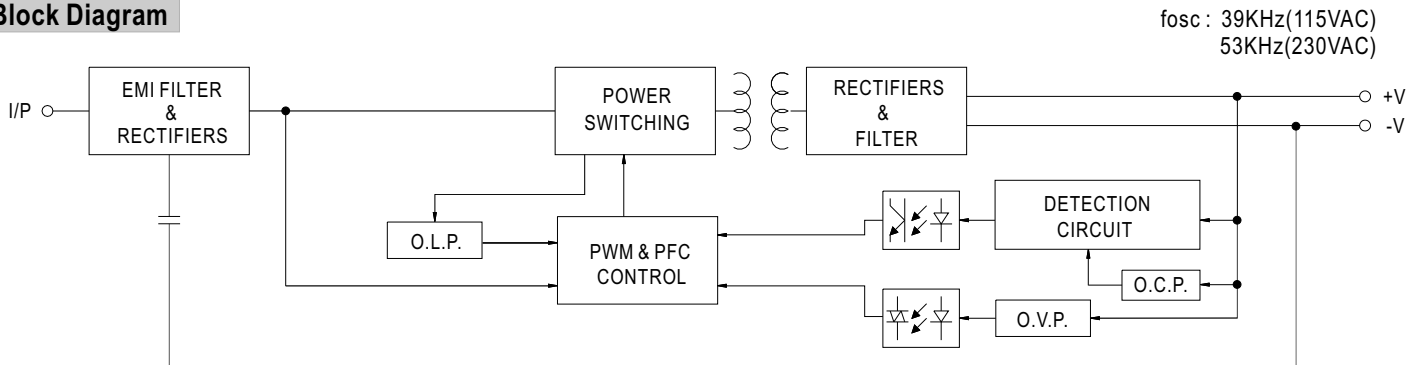 Block Diagram
fosc : 39KHz(115VAC)
53KHz(230VAC)
I/P
EMI FILTER
&
RECTIFIERS
POWER
SWITCHING
RECTIFIERS
&
FILTER
+V
-V
O.L.P.
PWM & PFC
CONTROL
DETECTION
CIRCUIT
O.C.P.
O.V.P.